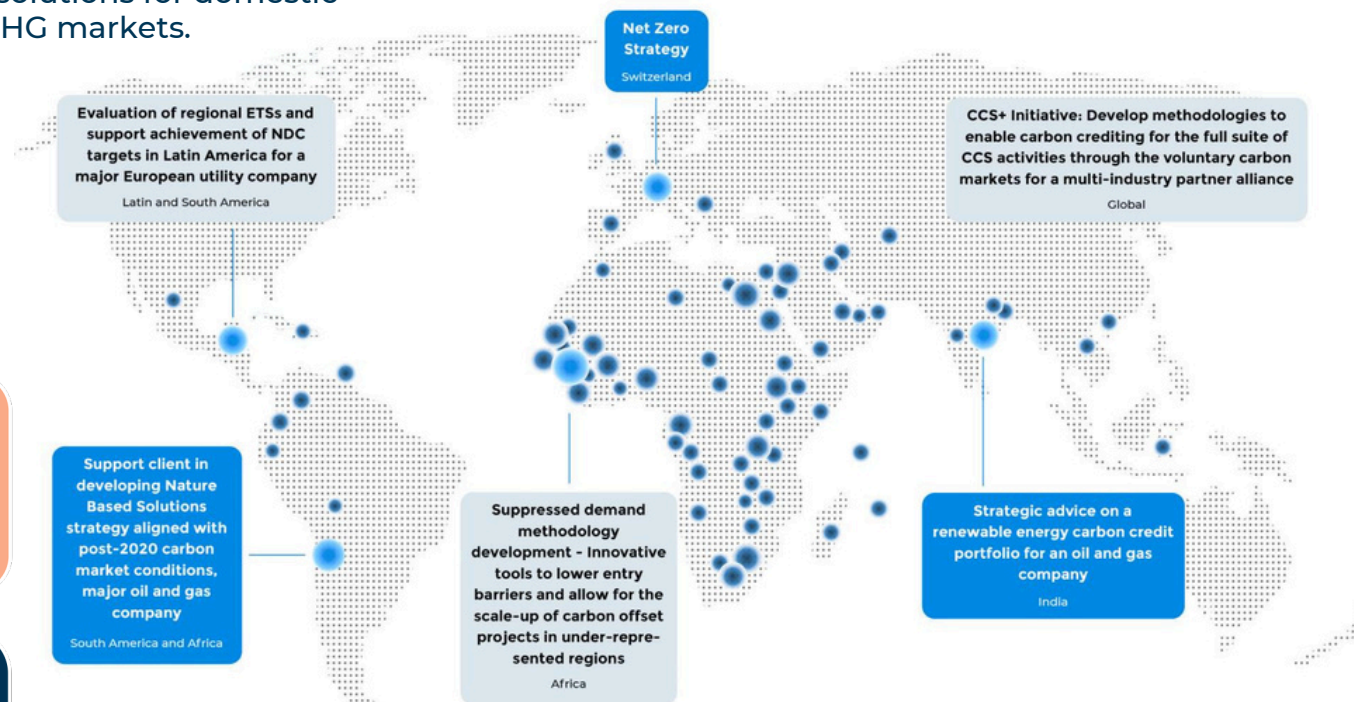 solutions for domestic
HG markets.
Net Zero
Strategy
Switzerland
Evaluation of regional ETSs and
support achievement of NDC
targets in Latin America for a
major European utility company
Latin and South America
CCS+ Initiative: Develop methodologies to
enable carbon crediting for the full suite of
CCS activities through the voluntary carbon
markets for a multi-industry partner alliance
Global
Support client in
developing Nature
Based Solutions
strategy aligned with
post-2020 carbon
market conditions,
major oil and gas
company
South America and Africa
Suppressed demand
methodology
development - Innovative
tools to lower entry
barriers and allow for the
scale-up of carbon offset
projects in under-repre-
sented regions
Africa
Strategic advice on a
renewable energy carbon credit
portfolio for an oil and gas
company
India